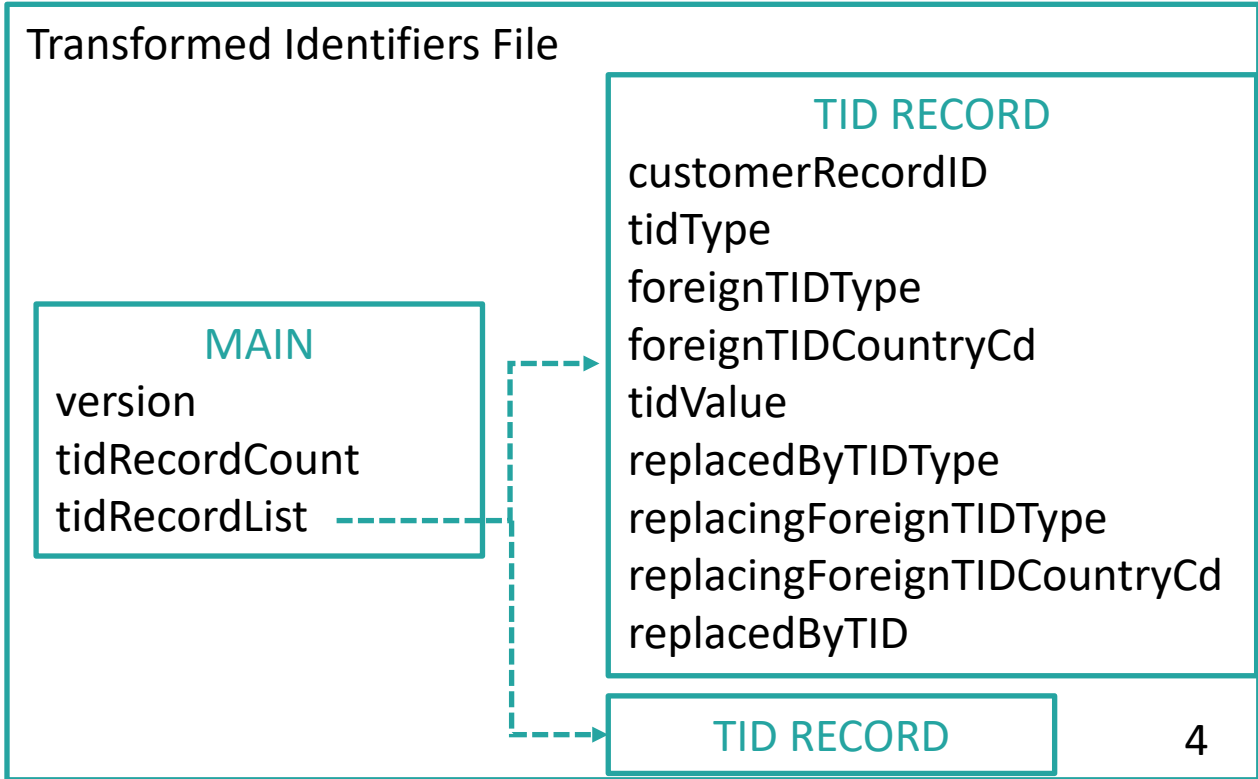 Transformed Identifiers File
MAIN
version
tidRecordCount
tidRecordList
TID RECORD
customerRecordID
tidType
foreignTIDType
foreignTIDCountryCd
tidValue
replacedByTIDType
replacingForeignTIDType
replacingForeignTIDCountryCd
replacedByTID
TID RECORD
4